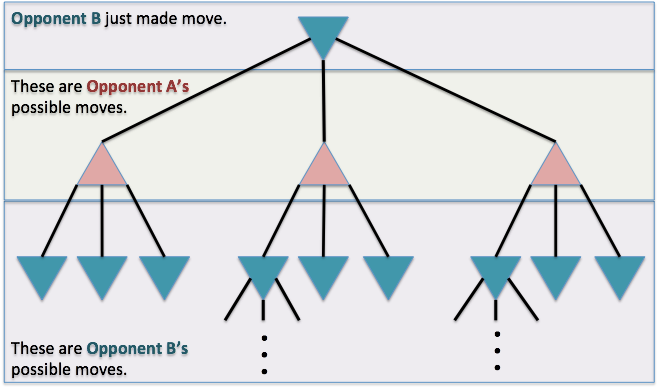 Opponent B just made move.
These are Opponent A's
possible moves.
These are Opponent B's
possible moves.